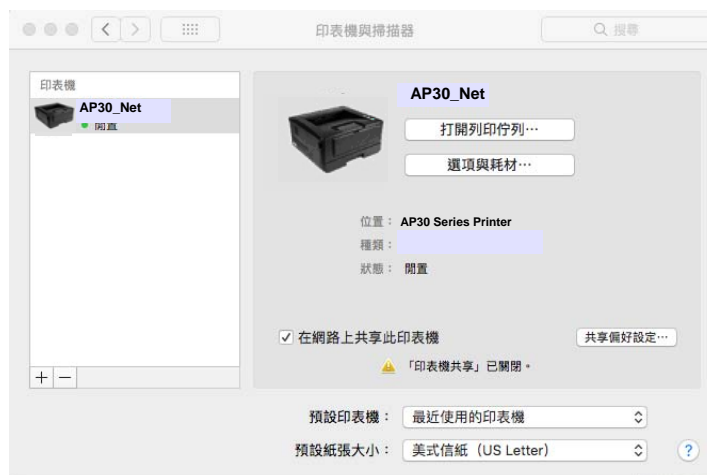 印表機與掃描器
搜尋
印表機
AP30_Net
閒置
AP30_Net
打開列印佇列…
選項與耗材…
位置： AP30 Series Printer
種類：
狀態： 閒置
在網路上共享此印表機
共享偏好設定…
「印表機共享」已關閉。
+ −
預設印表機： 最近使用的印表機
預設紙張大小： 美式信紙（US Letter）
?